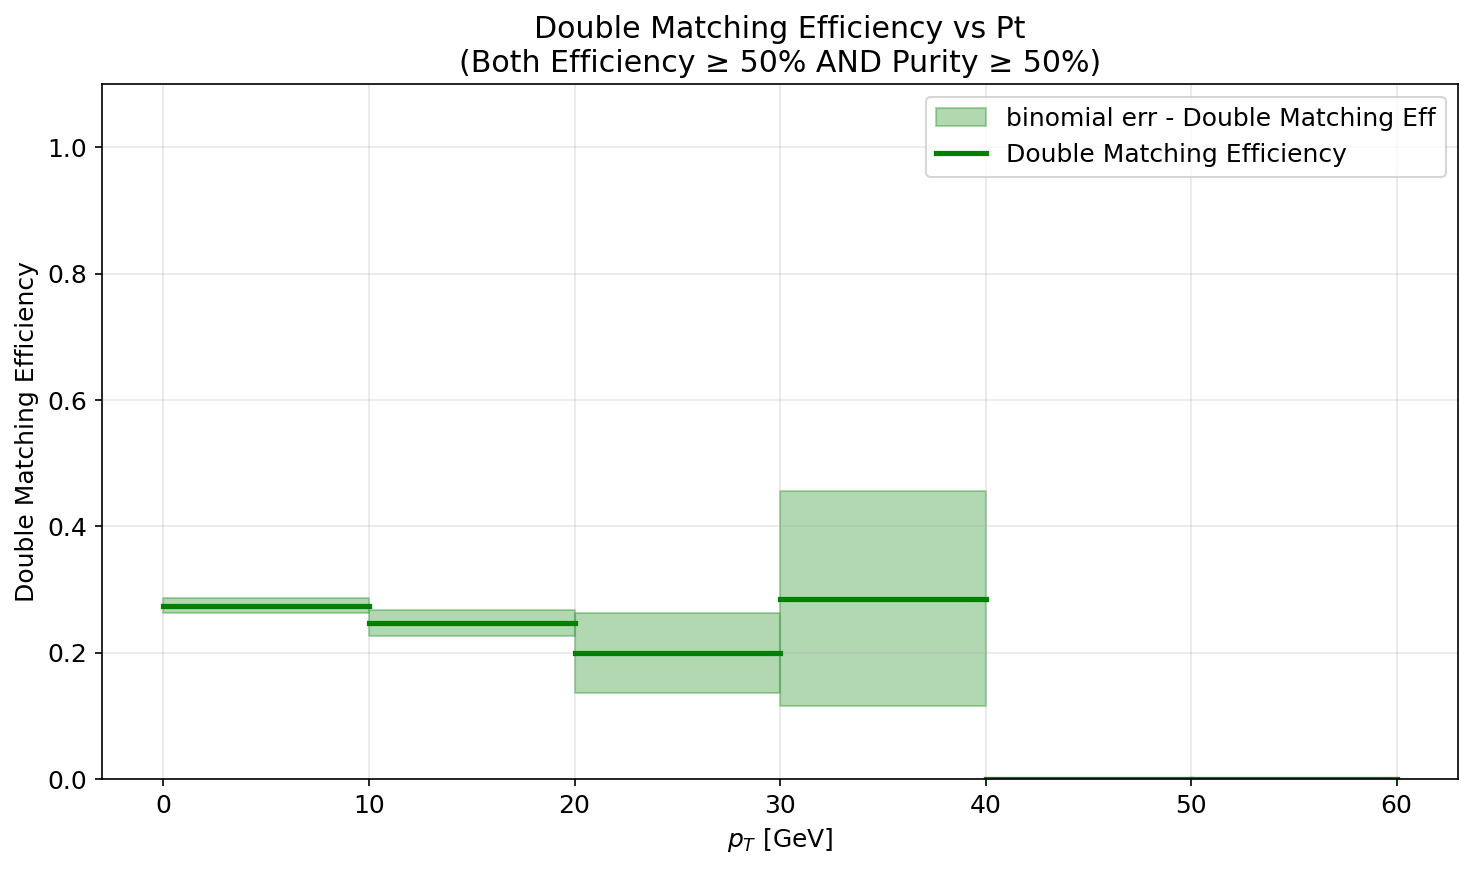 Double Matching Efficiency vs Pt
(Both Efficiency ≥ 50% AND Purity ≥ 50%)
binomial err - Double Matching Eff
Double Matching Efficiency
Double Matching Efficiency
1.0
0.8
0.6
0.4
0.2
0.0
0 10 20 30 40 50 60
p_T [GeV]